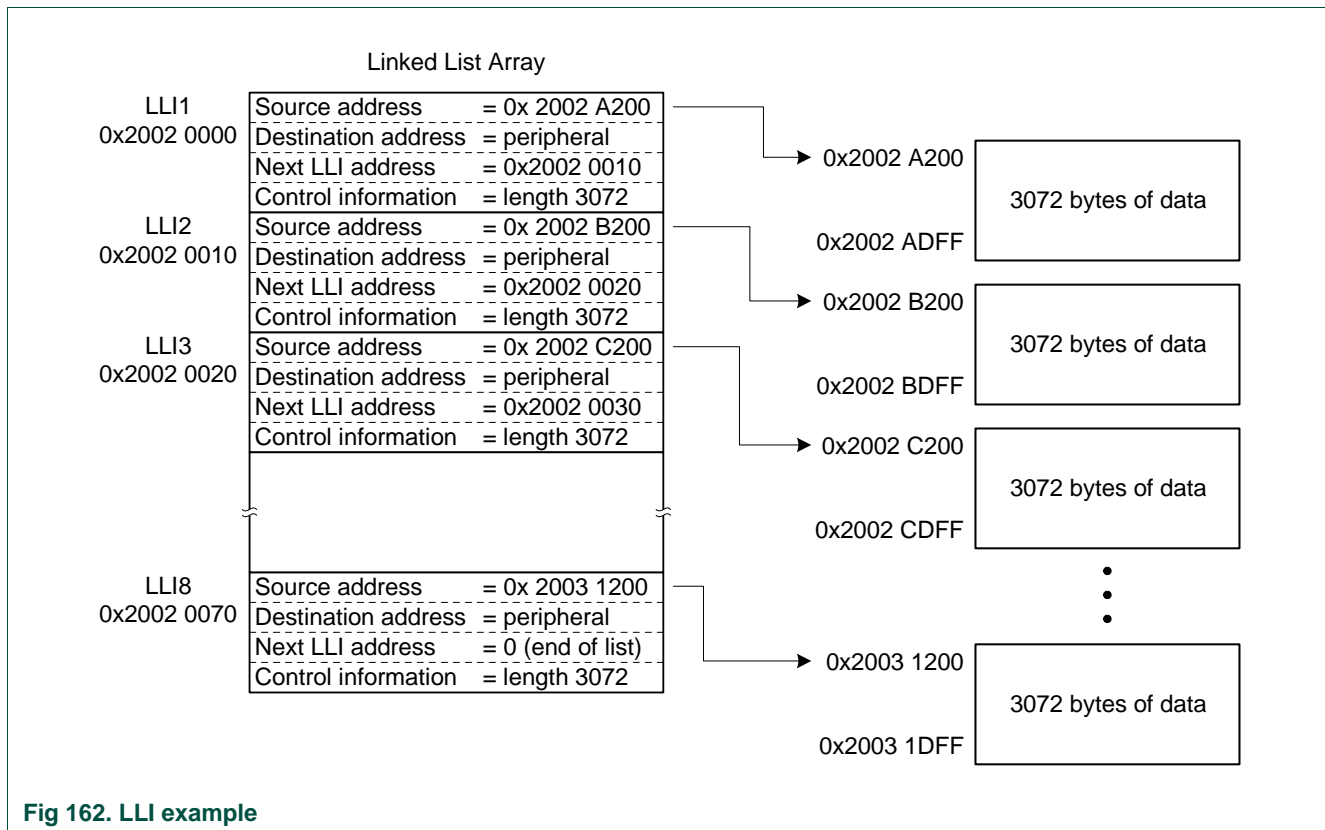 Linked List Array
LLI1
0x2002 0000
Source address = 0x 2002 A200
Destination address = peripheral
Next LLI address = 0x2002 0010
Control information = length 3072
LLI2
0x2002 0010
Source address = 0x 2002 B200
Destination address = peripheral
Next LLI address = 0x2002 0020
Control information = length 3072
LLI3
0x2002 0020
Source address = 0x 2002 C200
Destination address = peripheral
Next LLI address = 0x2002 0030
Control information = length 3072
LLI8
0x2002 0070
Source address = 0x 2003 1200
Destination address = peripheral
Next LLI address = 0 (end of list)
Control information = length 3072
0x2002 A200
3072 bytes of data
0x2002 ADFF
0x2002 B200
3072 bytes of data
0x2002 BDFF
0x2002 C200
3072 bytes of data
0x2002 CDFF
0x2003 1200
3072 bytes of data
0x2003 1DFF
Fig 162. LLI example